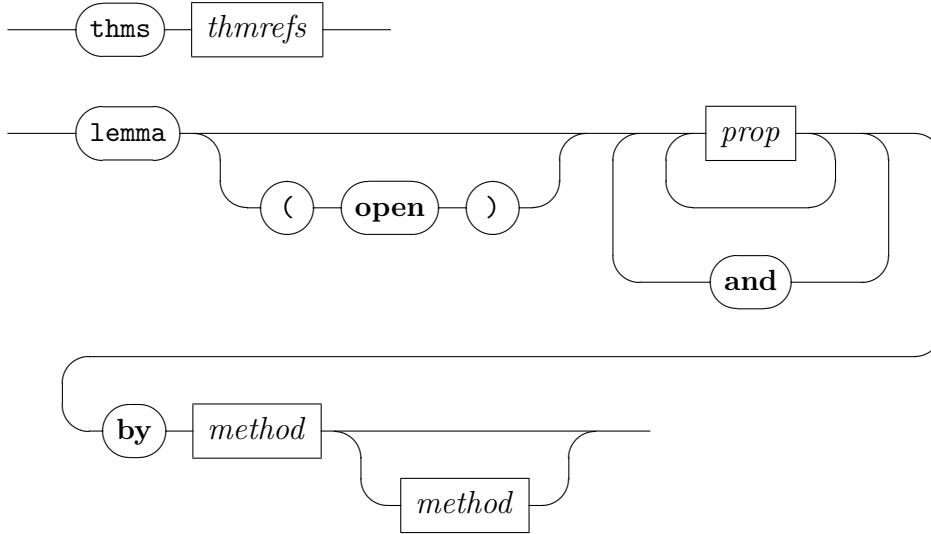 thms thmrefs
lemma prop
( open )
and
by method
method